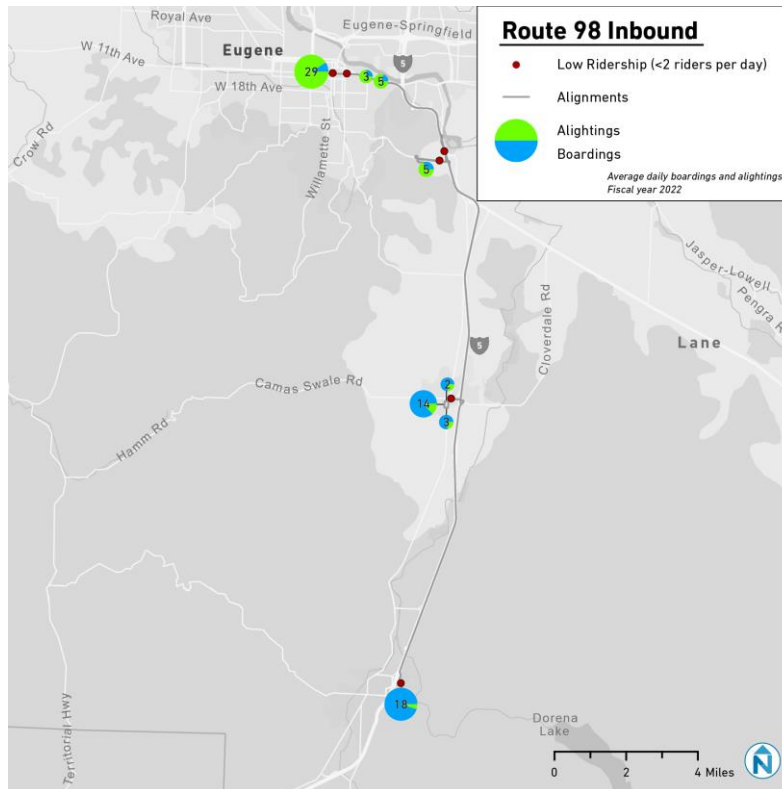 Royal Ave
Eugene-Springfield
W 11th Ave
Eugene
5
29
3
5
W 18th Ave
Crow Rd
Willamette St
5
Route 98 Inbound
Low Ridership (<2 riders per day)
Alignments
Alightings
Boardings
Average daily boardings and alightings
Fiscal year 2022
Jasper-Lowell
Pengra R
Cloverdale Rd
5
Lane
Camas Swale Rd
2
14
3
Hamm Rd
18
Territorial Hwy
Dorena
Lake
0 2 4 Miles
N